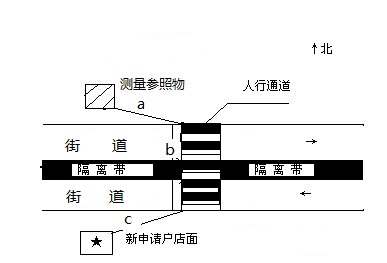 ↑北
测量参照物
人行通道
a
街 道
→
b
隔离带 隔离带
街 道
←
c
★ 新申请户店面